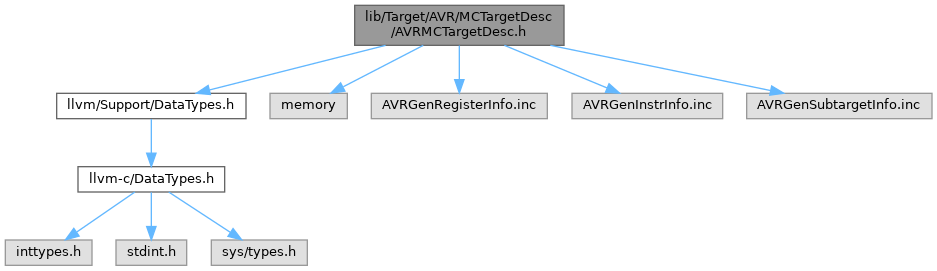 lib/Target/AVR/MCTargetDesc
/AVRMCTargetDesc.h
llvm/Support/DataTypes.h
memory
AVRGenRegisterInfo.inc
AVRGenInstrInfo.inc
AVRGenSubtargetInfo.inc
llvm-c/DataTypes.h
inttypes.h
stdint.h
sys/types.h